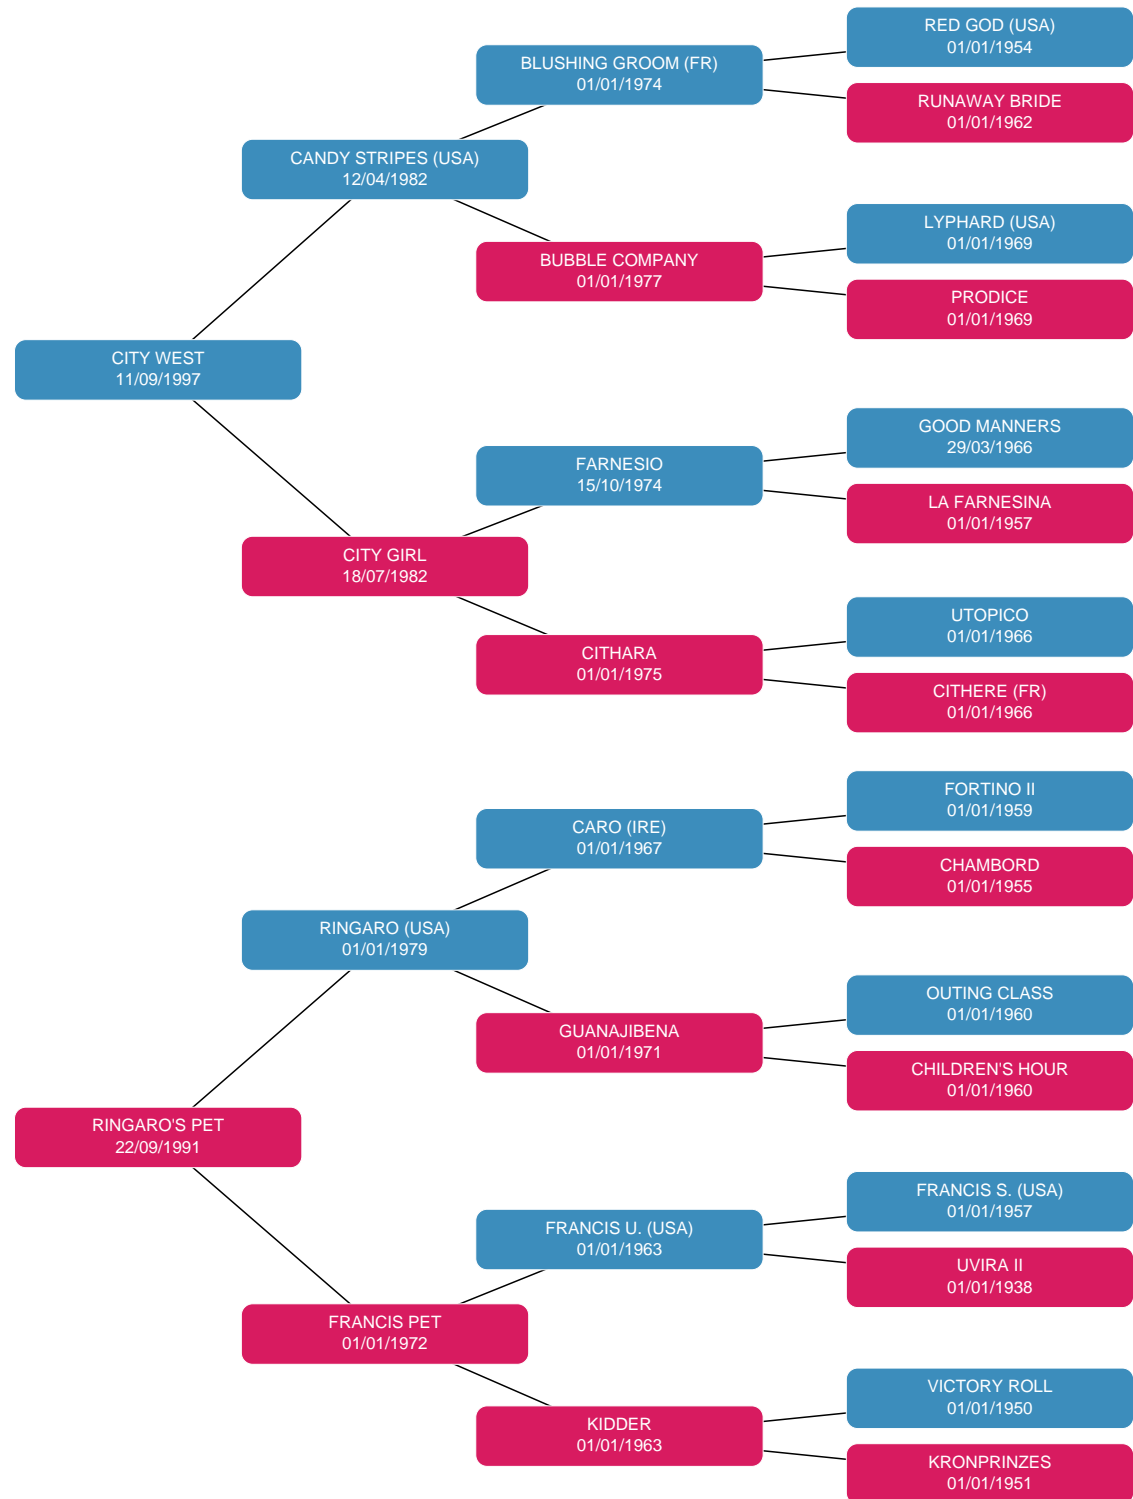 RED GOD (USA)
01/01/1954
BLUSHING GROOM (FR)
01/01/1974
RUNAWAY BRIDE
01/01/1962
CANDY STRIPES (USA)
12/04/1982
LYPHARD (USA)
01/01/1969
BUBBLE COMPANY
01/01/1977
PRODICE
01/01/1969
CITY WEST
11/09/1997
GOOD MANNERS
29/03/1966
FARNESIO
15/10/1974
LA FARNESINA
01/01/1957
CITY GIRL
18/07/1982
UTOPICO
01/01/1966
CITHARA
01/01/1975
CITHERE (FR)
01/01/1966
FORTINO II
01/01/1959
CARO (IRE)
01/01/1967
CHAMBORD
01/01/1955
RINGARO (USA)
01/01/1979
OUTING CLASS
01/01/1960
GUANAJIBENA
01/01/1971
CHILDREN'S HOUR
01/01/1960
RINGARO'S PET
22/09/1991
FRANCIS S. (USA)
01/01/1957
FRANCIS U. (USA)
01/01/1963
UVIRA II
01/01/1938
FRANCIS PET
01/01/1972
VICTORY ROLL
01/01/1950
KIDDER
01/01/1963
KRONPRINZES
01/01/1951